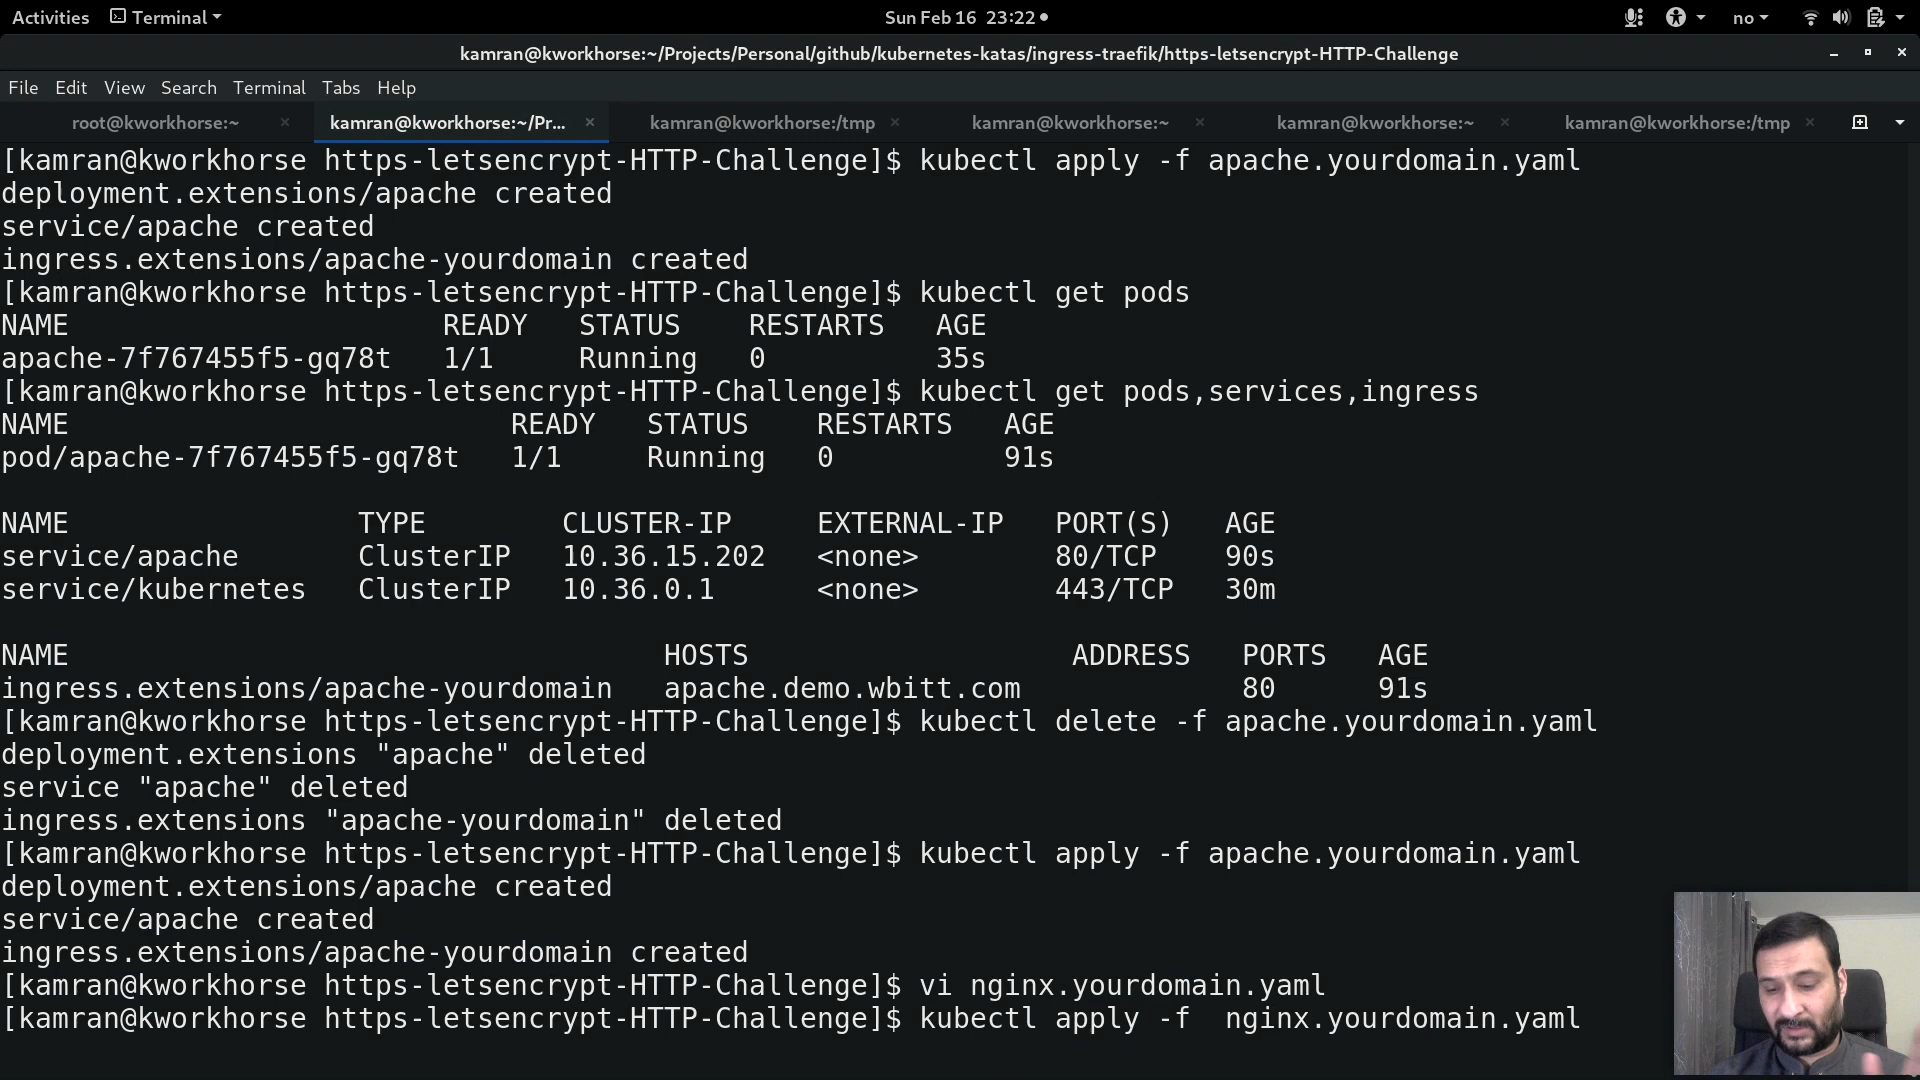 Activities Terminal Sun Feb 16 23:22 no
kamran@kworkhorse:~/Projects/Personal/github/kubernetes-katas/ingress-traefik/https-letsencrypt-HTTP-Challenge
File Edit View Search Terminal Tabs Help
root@kworkhorse:~ kamran@kworkhorse:~/Pr... kamran@kworkhorse:/tmp kamran@kworkhorse:~ kamran@kworkhorse:~ kamran@kworkhorse:/tmp
[kamran@kworkhorse https-letsencrypt-HTTP-Challenge]$ kubectl apply -f apache.yourdomain.yaml
deployment.extensions/apache created
service/apache created
ingress.extensions/apache-yourdomain created
[kamran@kworkhorse https-letsencrypt-HTTP-Challenge]$ kubectl get pods
NAME READY STATUS RESTARTS AGE
apache-7f767455f5-gq78t 1/1 Running 0 35s
[kamran@kworkhorse https-letsencrypt-HTTP-Challenge]$ kubectl get pods,services,ingress
NAME READY STATUS RESTARTS AGE
pod/apache-7f767455f5-gq78t 1/1 Running 0 91s
NAME TYPE CLUSTER-IP EXTERNAL-IP PORT(S) AGE
service/apache ClusterIP 10.36.15.202 <none> 80/TCP 90s
service/kubernetes ClusterIP 10.36.0.1 <none> 443/TCP 30m
NAME HOSTS ADDRESS PORTS AGE
ingress.extensions/apache-yourdomain apache.demo.wbitt.com 80 91s
[kamran@kworkhorse https-letsencrypt-HTTP-Challenge]$ kubectl delete -f apache.yourdomain.yaml
deployment.extensions "apache" deleted
service "apache" deleted
ingress.extensions "apache-yourdomain" deleted
[kamran@kworkhorse https-letsencrypt-HTTP-Challenge]$ kubectl apply -f apache.yourdomain.yaml
deployment.extensions/apache created
service/apache created
ingress.extensions/apache-yourdomain created
[kamran@kworkhorse https-letsencrypt-HTTP-Challenge]$ vi nginx.yourdomain.yaml
[kamran@kworkhorse https-letsencrypt-HTTP-Challenge]$ kubectl apply -f  nginx.yourdomain.yaml